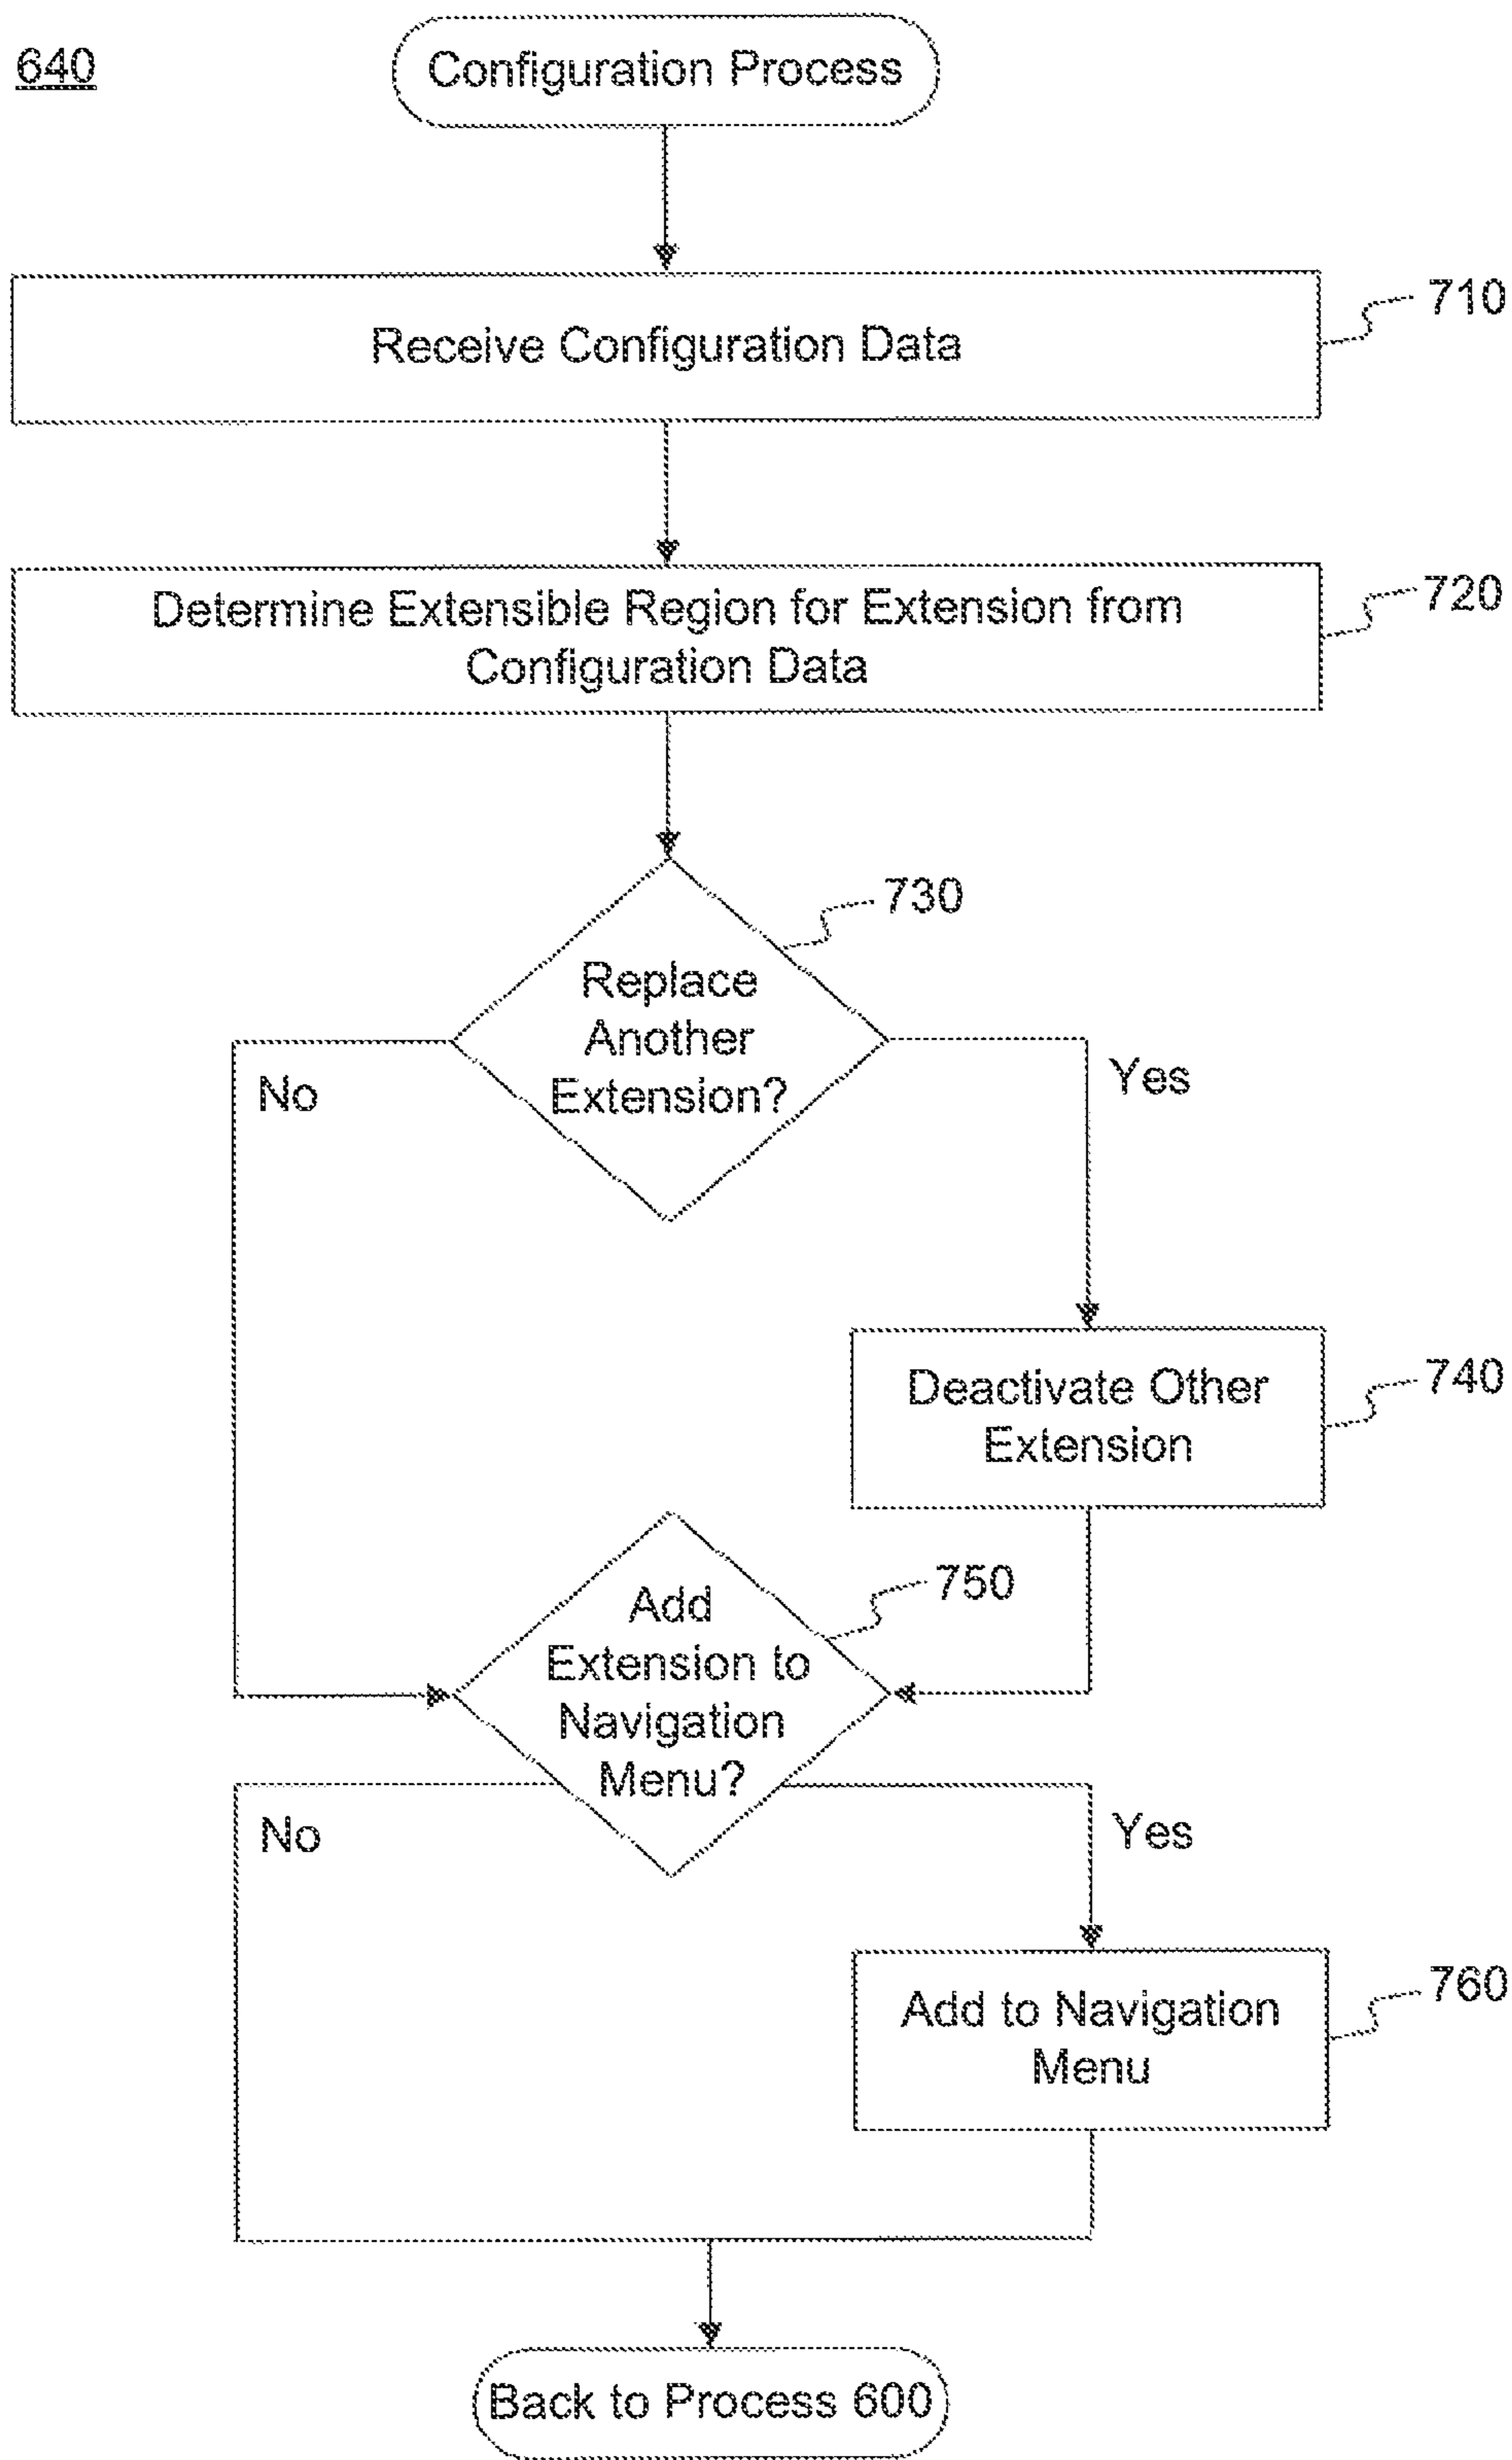 640
Configuration Process
Receive Configuration Data
710
Determine Extensible Region for Extension from
Configuration Data
720
730
Replace
Another
Extension?
No
Yes
Deactivate Other
Extension
740
750
Add
Extension to
Navigation
Menu?
No
Yes
Add to Navigation
Menu
760
Back to Process 600